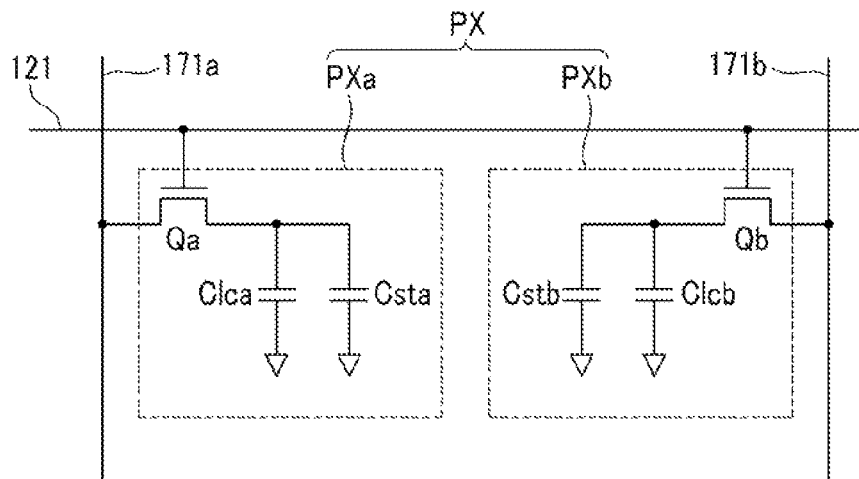 PX
121
171a
PXa
PXb
171b
Qa
Qb
Clca
Csta
Cstb
Clcb